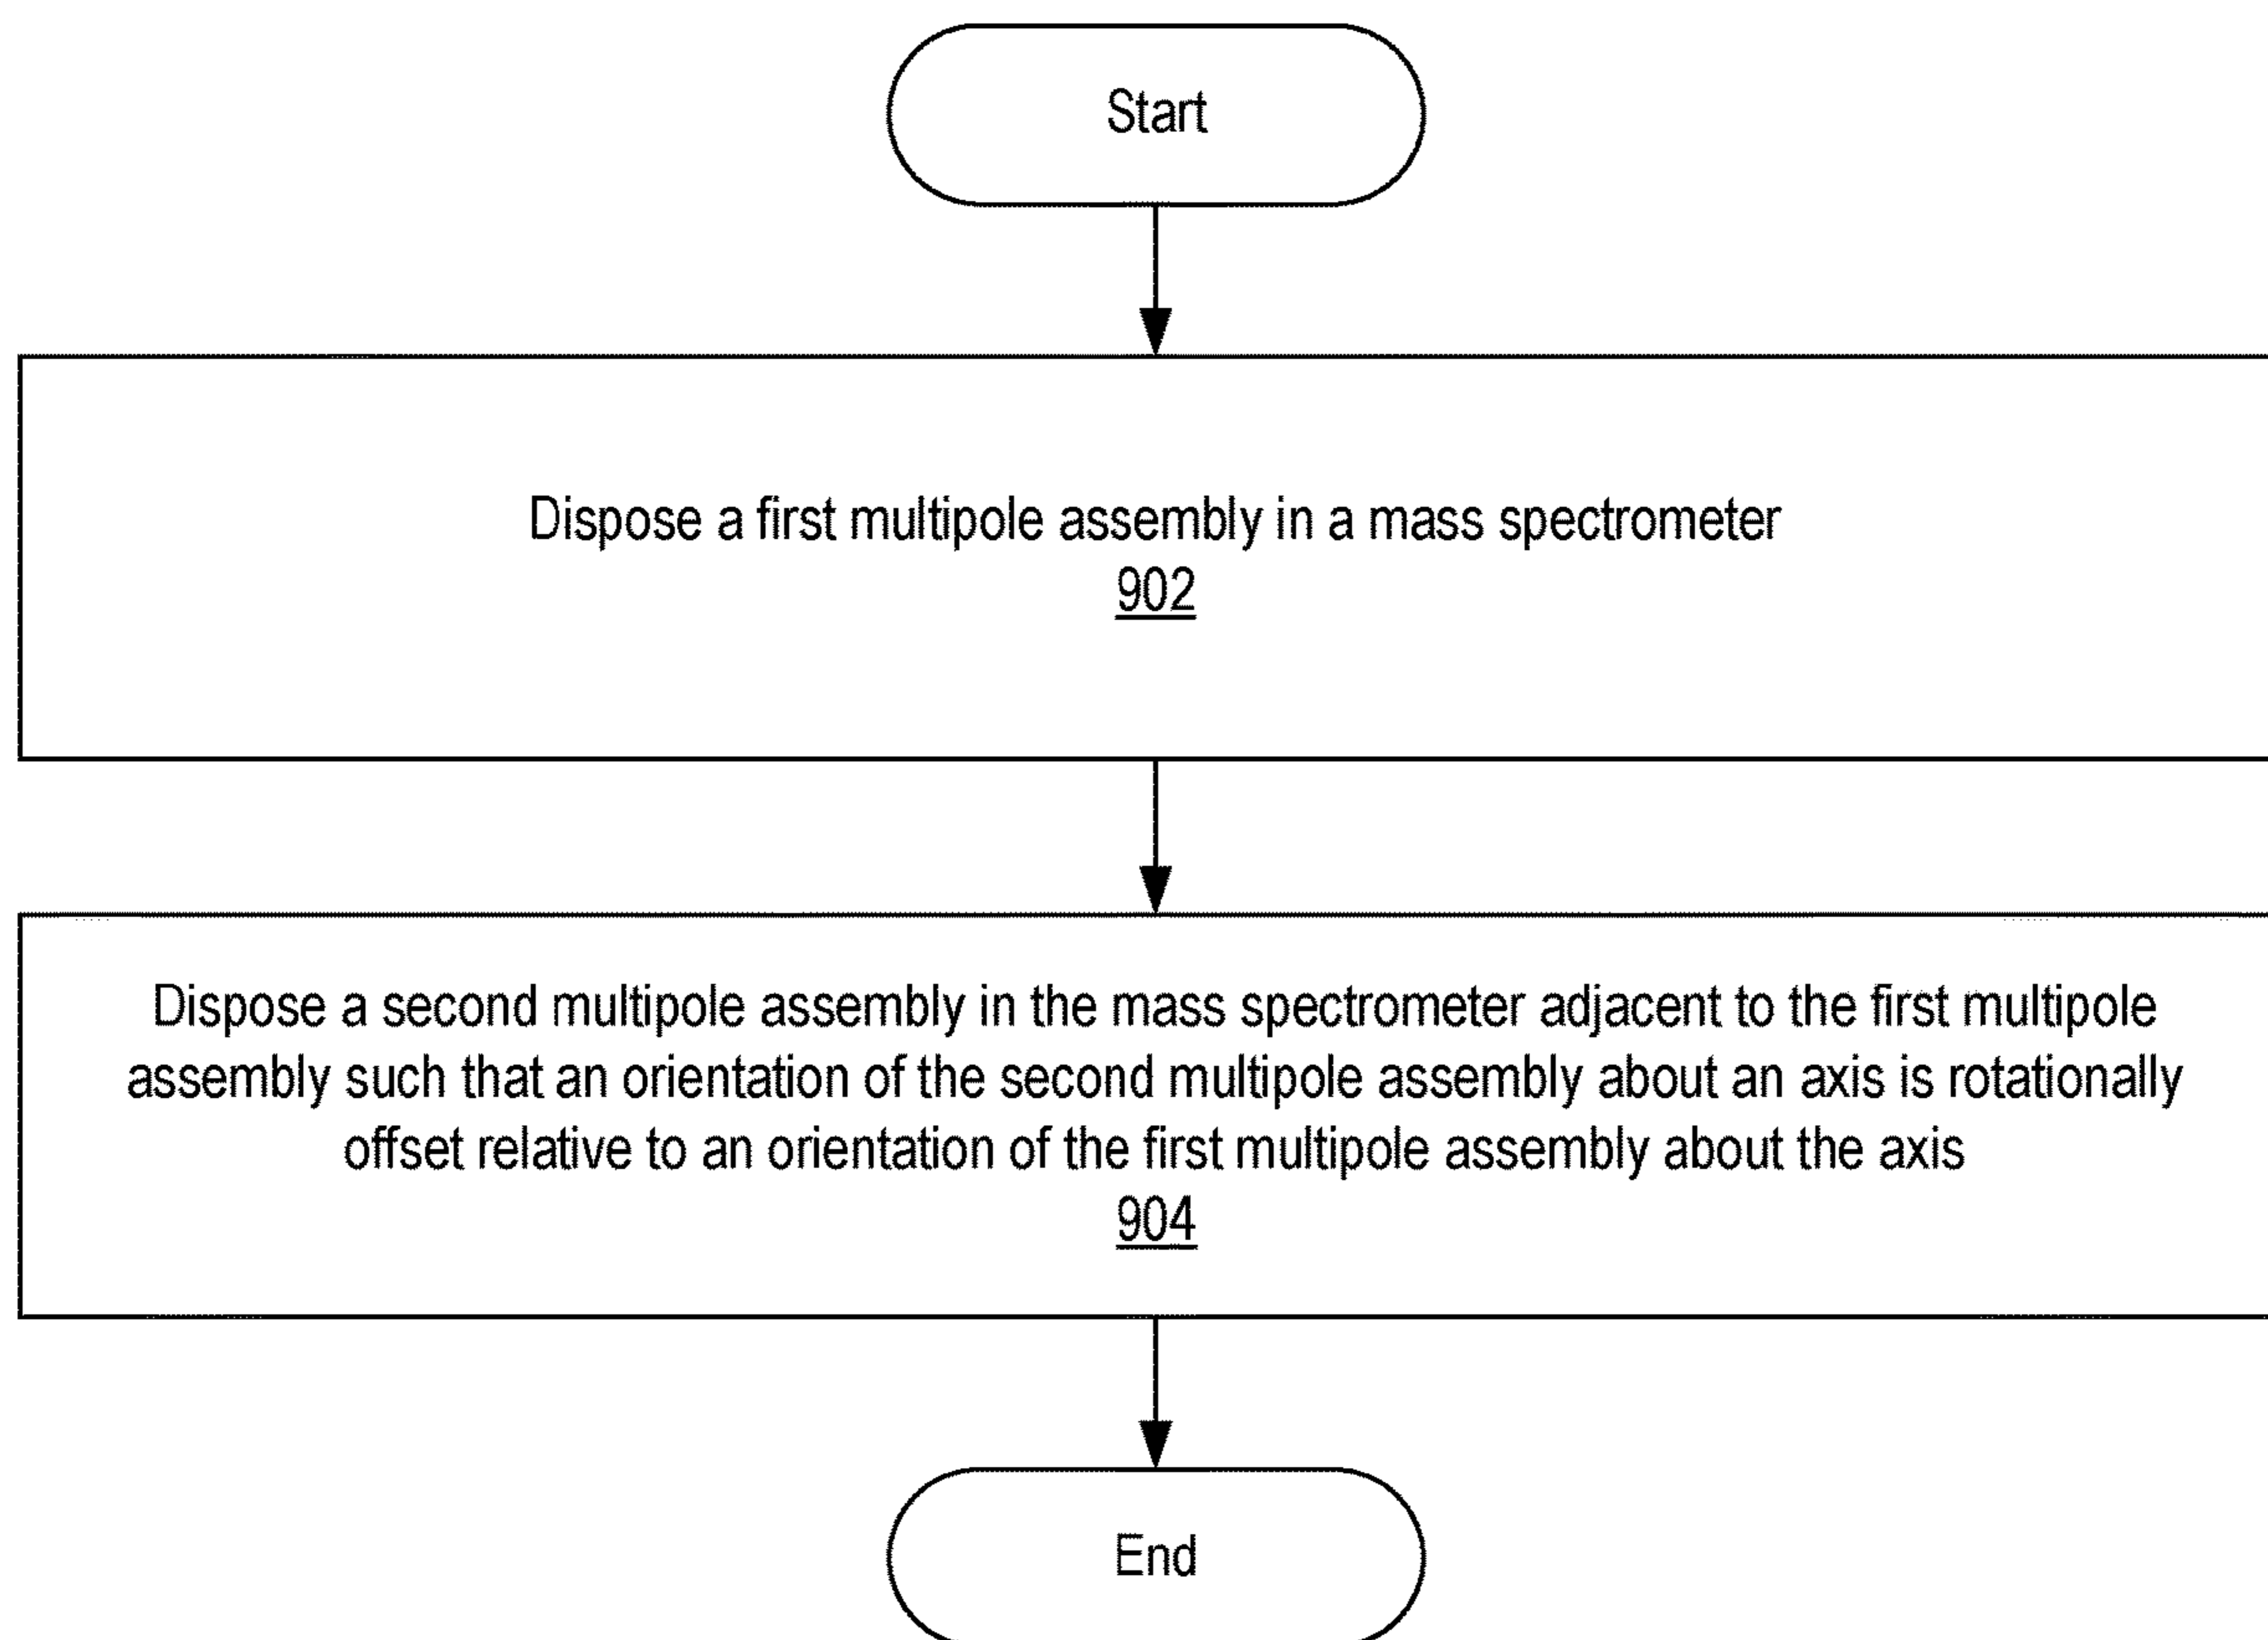 Start
Dispose a first multipole assembly in a mass spectrometer
902
Dispose a second multipole assembly in the mass spectrometer adjacent to the first multipole
assembly such that an orientation of the second multipole assembly about an axis is rotationally
offset relative to an orientation of the first multipole assembly about the axis
904
End